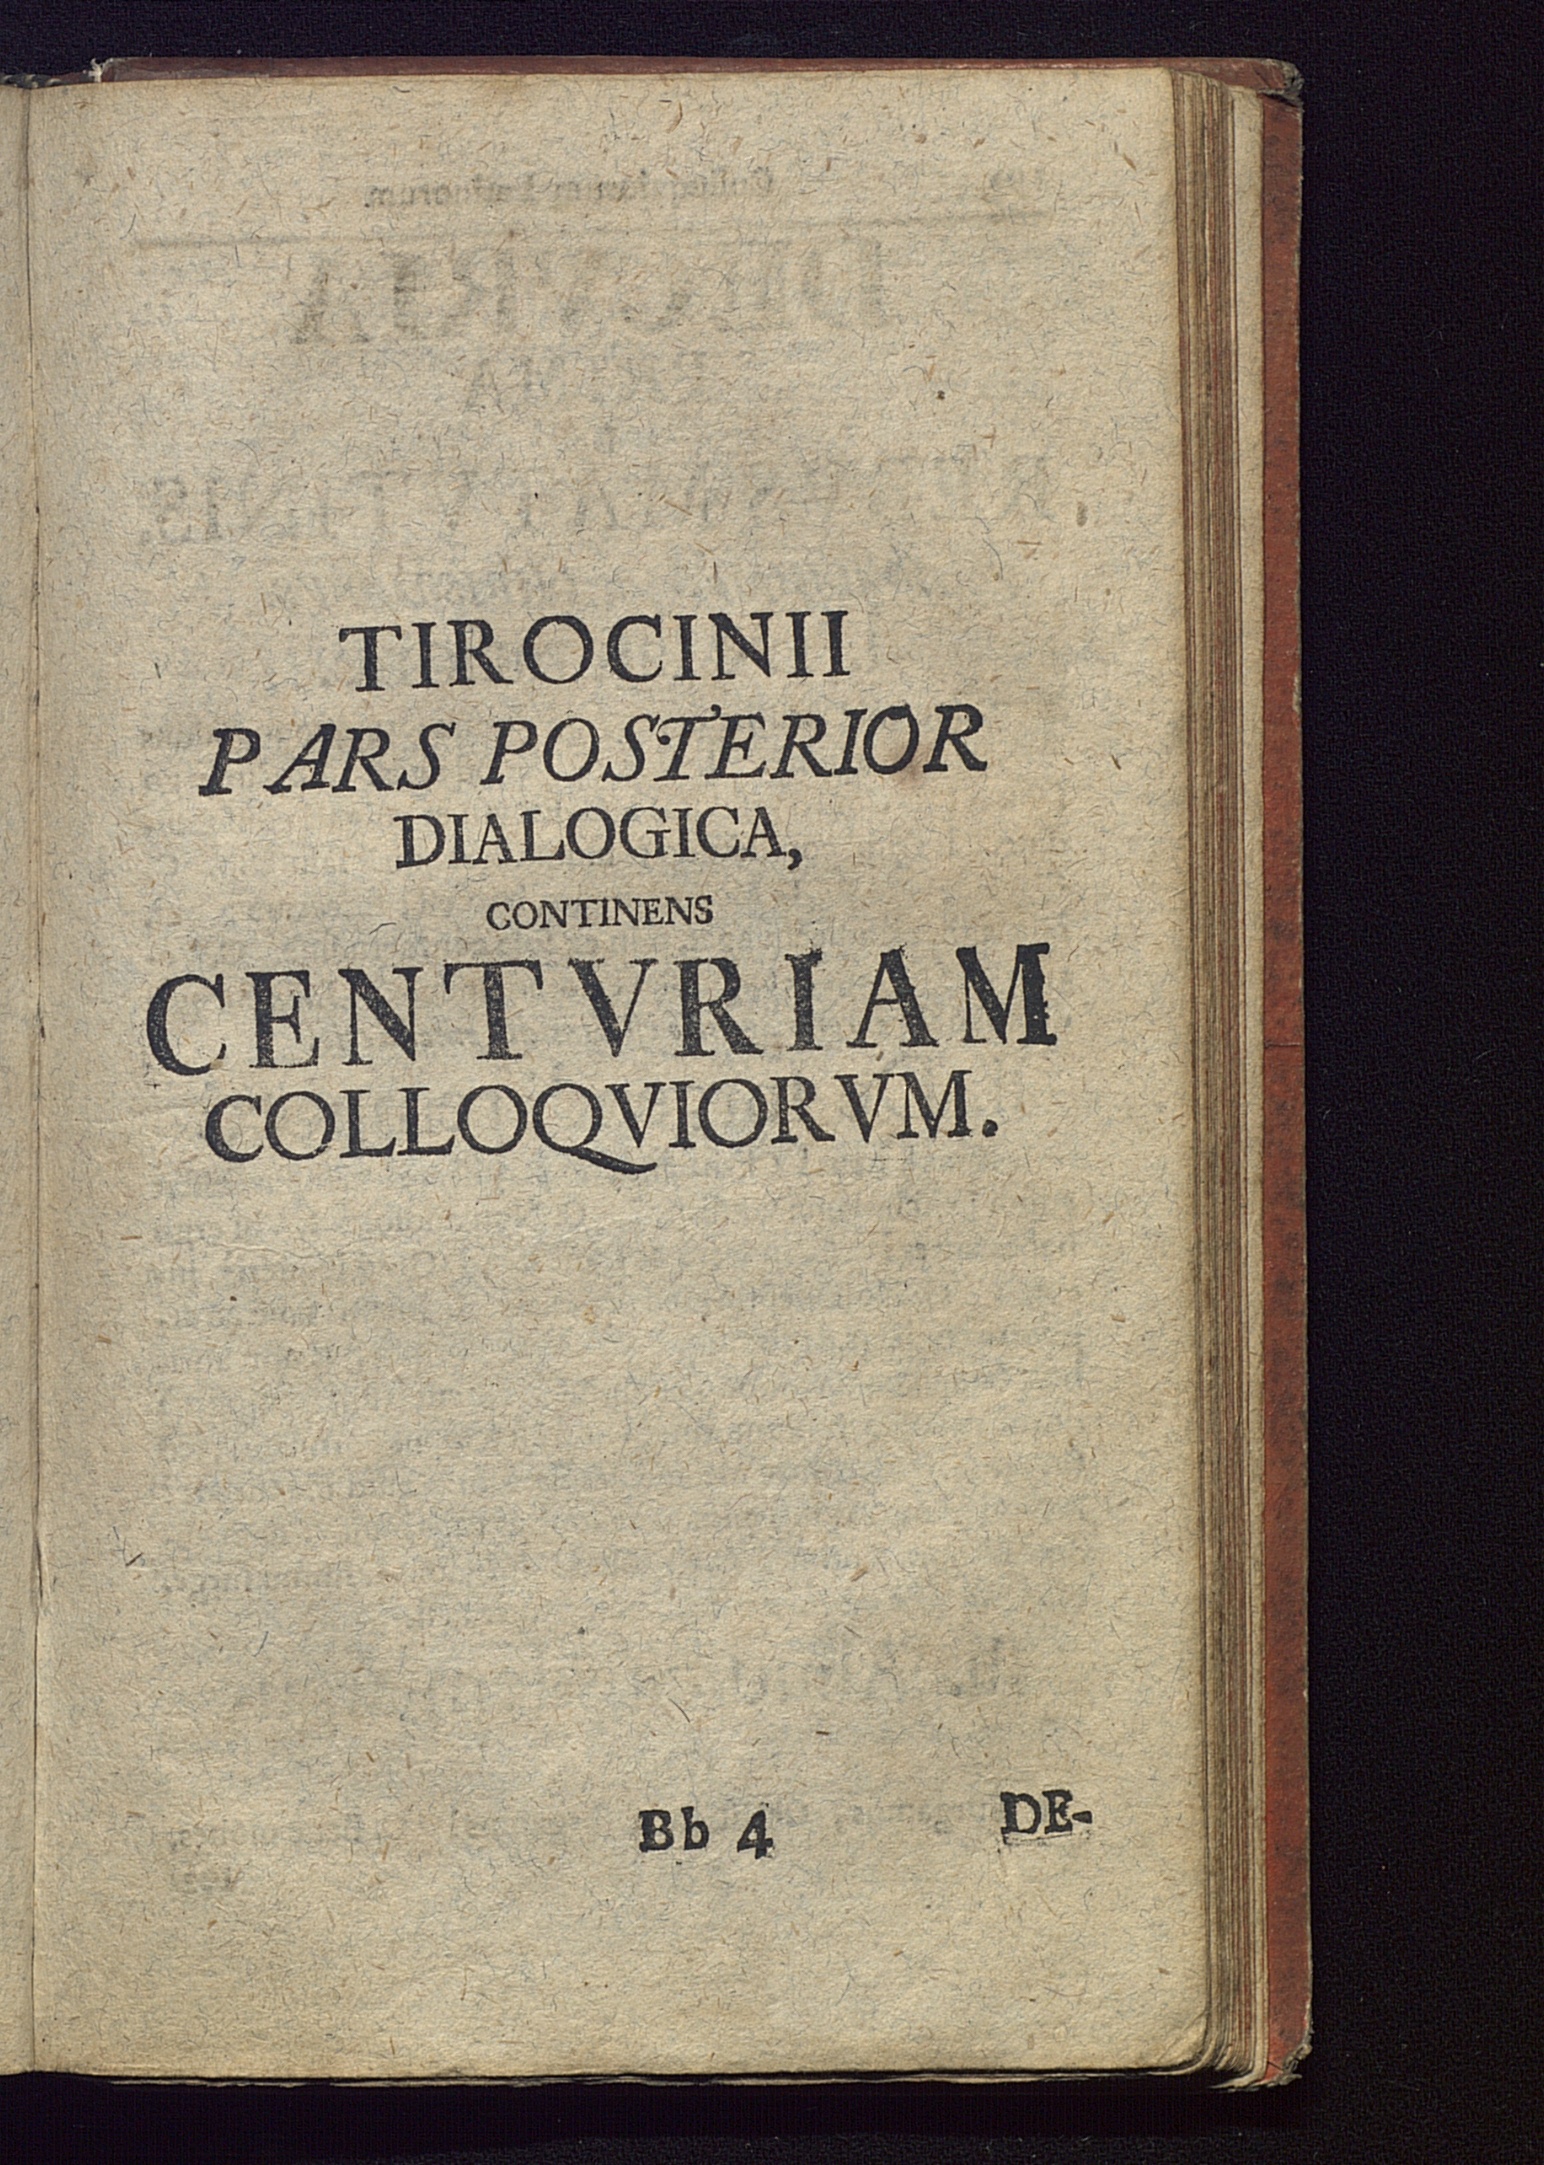 TIROCINII
PARS POSTERIOR
DIALOGICA,
CONTINENS
CENTVRIAM
COLLOQVIORVM.
Bb 4
DE-